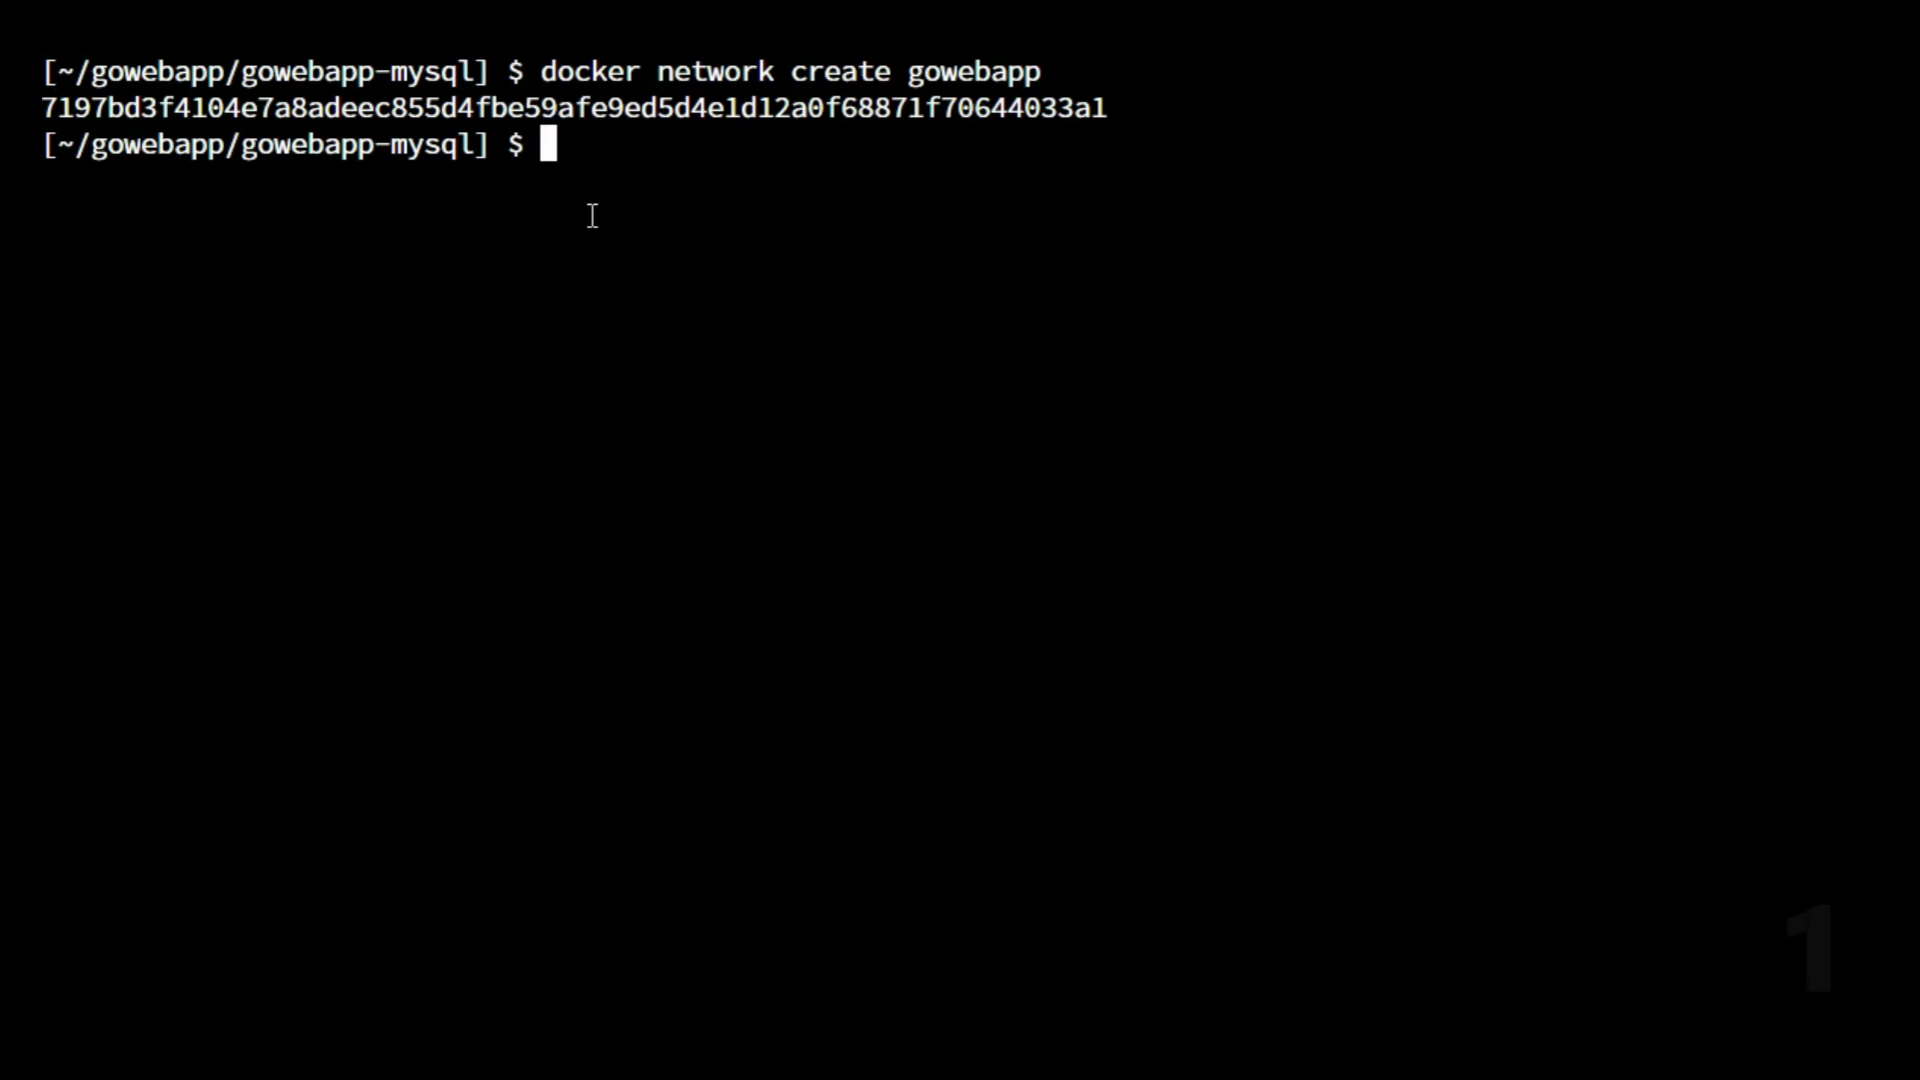 [~/gowebapp/gowebapp-mysql] $ docker network create gowebapp
7197bd3f4104e7a8adeec855d4fbe59afe9ed5d4e1d12a0f68871f70644033a1
[~/gowebapp/gowebapp-mysql] $
1